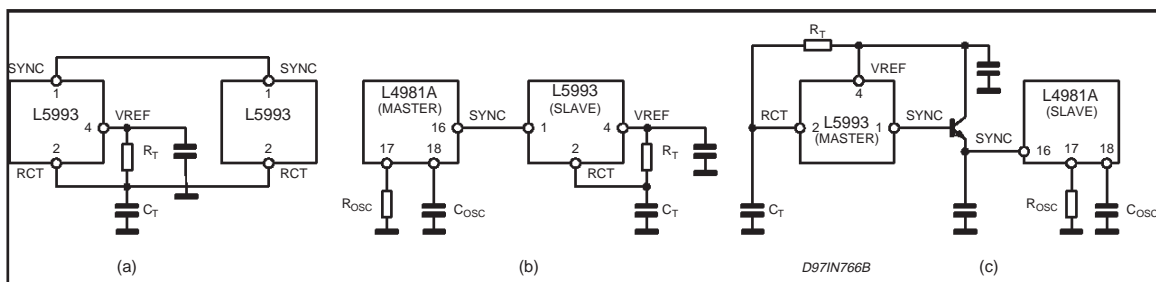 SYNC
SYNC
1
1
L5993
L5993
4
VREF
2
2
RT
RCT
RCT
CT
(a)
L4981A
(MASTER)
SYNC
16
17
18
ROSC
COSC
L5993
(SLAVE)
1
4
VREF
2
RT
RCT
CT
(b)
RT
VREF
4
RCT
2
L5993
(MASTER)
1
SYNC
SYNC
L4981A
(SLAVE)
16
17
18
ROSC
COSC
CT
D97IN766B
(c)